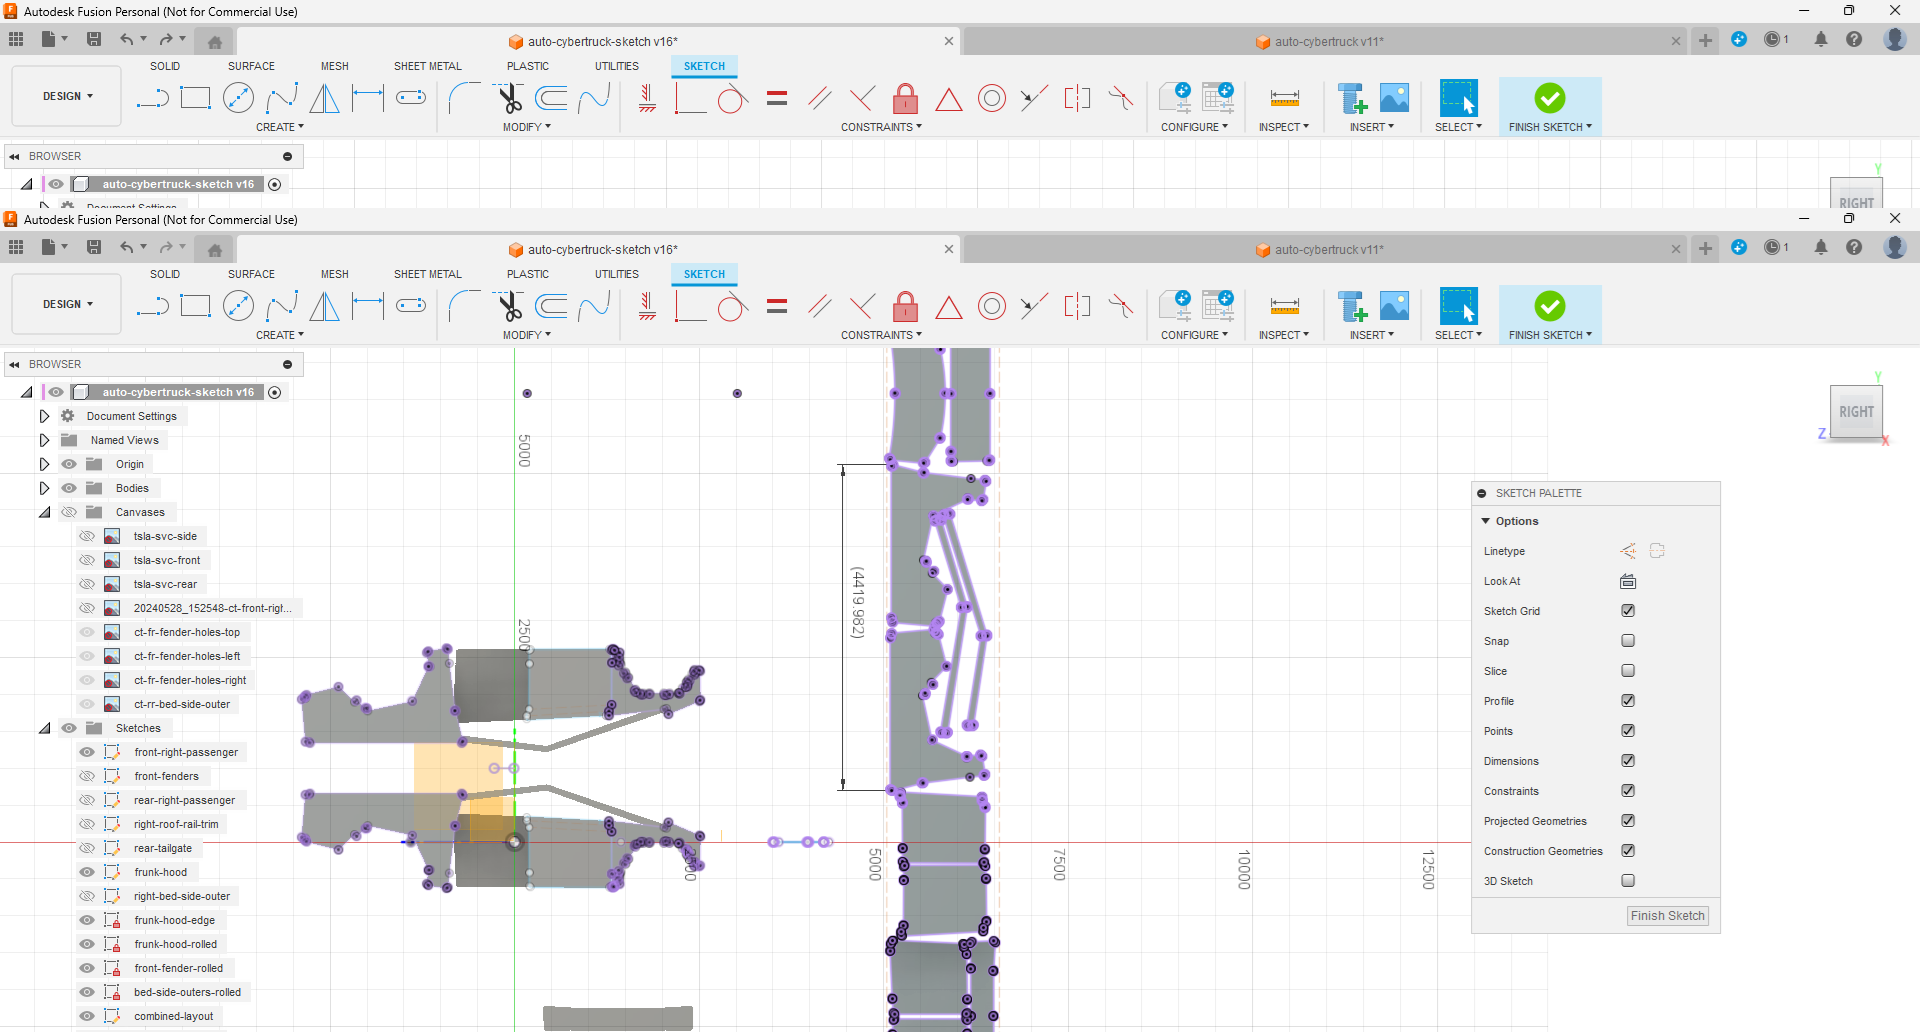 Autodesk Fusion Personal (Not for Commercial Use)
auto-cybertruck-sketch v16*
auto-cybertruck v11*
1
SOLID SURFACE MESH SHEET METAL PLASTIC UTILITIES SKETCH
DESIGN
CREATE MODIFY CONSTRAINTS CONFIGURE INSPECT INSERT SELECT FINISH SKETCH
BROWSER
auto-cybertruck-sketch v16
Document Settings
Y
RIGHT
Autodesk Fusion Personal (Not for Commercial Use)
auto-cybertruck-sketch v16*
auto-cybertruck v11*
1
SOLID SURFACE MESH SHEET METAL PLASTIC UTILITIES SKETCH
DESIGN
CREATE MODIFY CONSTRAINTS CONFIGURE INSPECT INSERT SELECT FINISH SKETCH
BROWSER
auto-cybertruck-sketch v16
Document Settings
Named Views
Origin
Bodies
Canvases
tsla-svc-side
tsla-svc-front
tsla-svc-rear
20240528_152548-ct-front-righ...
ct-fr-fender-holes-top
ct-fr-fender-holes-left
ct-fr-fender-holes-right
ct-rr-bed-side-outer
Sketches
front-right-passenger
front-fenders
rear-right-passenger
right-roof-rail-trim
rear-tailgate
frunk-hood
right-bed-side-outer
frunk-hood-edge
frunk-hood-rolled
front-fender-rolled
bed-side-outers-rolled
combined-layout
5000
2500
(4419.982)
2500
5000
7500
10000
12500
Y
RIGHT
Z
X
SKETCH PALETTE
Options
Linetype
Look At
Sketch Grid
Snap
Slice
Profile
Points
Dimensions
Constraints
Projected Geometries
Construction Geometries
3D Sketch
Finish Sketch